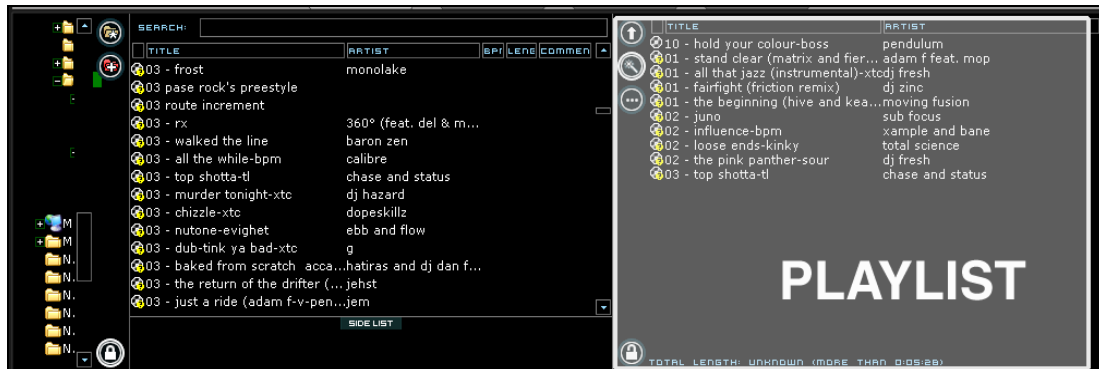 SEARCH:
TITLE ARTIST BPM LENG COMMEN
03 - frost monolake
03 pase rock's preestyle
03 route increment
03 - rx 360° (feat. del & m...
03 - walked the line baron zen
03 - all the while-bpm calibre
03 - top shotta-tl chase and status
03 - murder tonight-xtc dj hazard
03 - chizzle-xtc dopeskillz
03 - nutone-evighet ebb and flow
03 - dub-tink ya bad-xtc g
03 - baked from scratch acca...hatiras and dj dan f...
03 - the return of the drifter (...jehst
03 - just a ride (adam f-v-pen...jem
SIDE LIST
M
M
N.
N.
N.
N.
N.
N.
TITLE ARTIST
10 - hold your colour-boss pendulum
01 - stand clear (matrix and fier... adam f feat. mop
01 - all that jazz (instrumental)-xtcdj fresh
01 - fairfight (friction remix) dj zinc
01 - the beginning (hive and kea...moving fusion
02 - juno sub focus
02 - influence-bpm xample and bane
02 - loose ends-kinky total science
02 - the pink panther-sour dj fresh
03 - top shotta-tl chase and status
PLAYLIST
TOTAL LENGTH: UNKNOWN (MORE THAN 0:05:28)